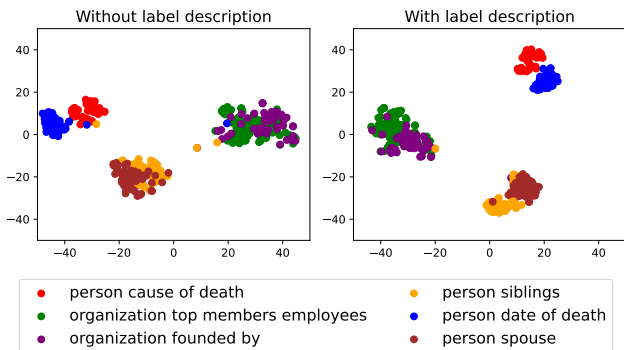 Without label description
With label description
40
20
0
−20
−40
−40
−20
0
20
40
40
20
0
−20
−40
−40
−20
0
20
40
person cause of death
organization top members employees
organization founded by
person siblings
person date of death
person spouse